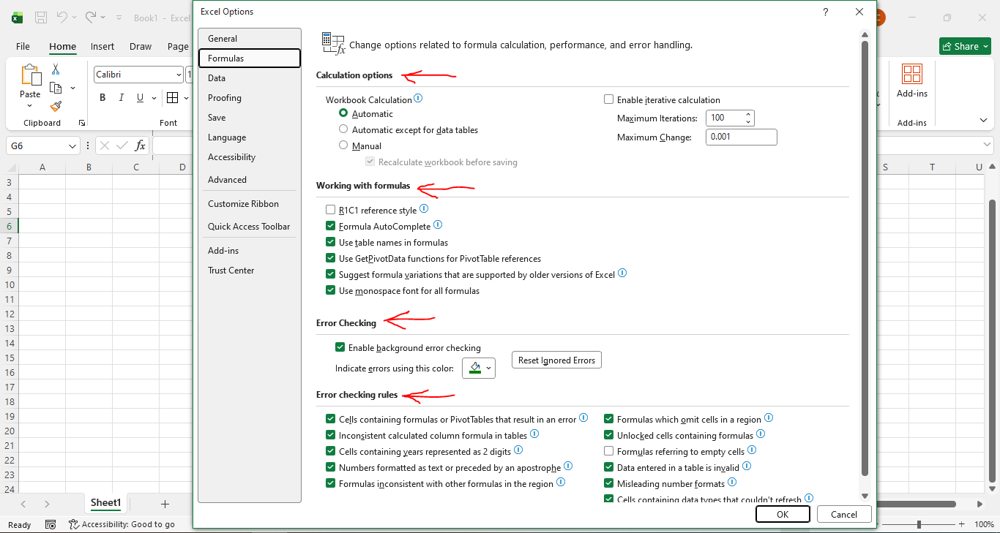 Book1 - Excel
Excel Options
?
File
Home
Insert
Draw
Page
Share
Paste
Clipboard
Calibri
B
I
U
Font
Add-ins
Add-ins
G6
fx
A
B
C
D
S
T
U
3
4
5
6
7
8
9
10
11
12
13
14
15
16
17
18
19
20
21
22
23
24
General
Formulas
Data
Proofing
Save
Language
Accessibility
Advanced
Customize Ribbon
Quick Access Toolbar
Add-ins
Trust Center
Change options related to formula calculation, performance, and error handling.
Calculation options
Workbook Calculation
Automatic
Automatic except for data tables
Manual
Recalculate workbook before saving
Enable iterative calculation
Maximum Iterations: 100
Maximum Change: 0.001
Working with formulas
R1C1 reference style
Formula AutoComplete
Use table names in formulas
Use GetPivotData functions for PivotTable references
Suggest formula variations that are supported by older versions of Excel
Use monospace font for all formulas
Error Checking
Enable background error checking
Indicate errors using this color:
Reset Ignored Errors
Error checking rules
Cells containing formulas or PivotTables that result in an error
Inconsistent calculated column formula in tables
Cells containing years represented as 2 digits
Numbers formatted as text or preceded by an apostrophe
Formulas inconsistent with other formulas in the region
Formulas which omit cells in a region
Unlocked cells containing formulas
Formulas referring to empty cells
Data entered in a table is invalid
Misleading number formats
Cells containing data types that couldn't refresh
OK
Cancel
Sheet1
Ready
Accessibility: Good to go
100%